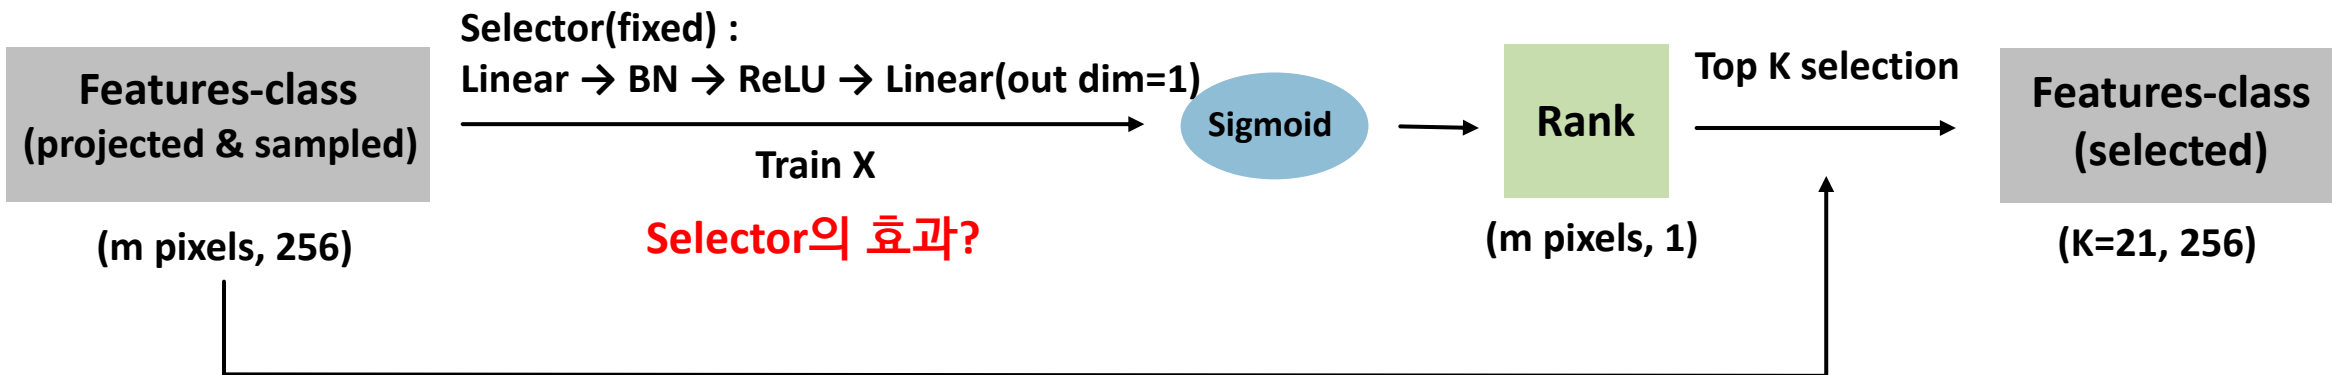 Features-class
(projected & sampled)
(m pixels, 256)
Selector(fixed) :
Linear → BN → ReLU → Linear(out dim=1)
Train X
Selector의 효과?
Sigmoid
Rank
(m pixels, 1)
Top K selection
Features-class
(selected)
(K=21, 256)